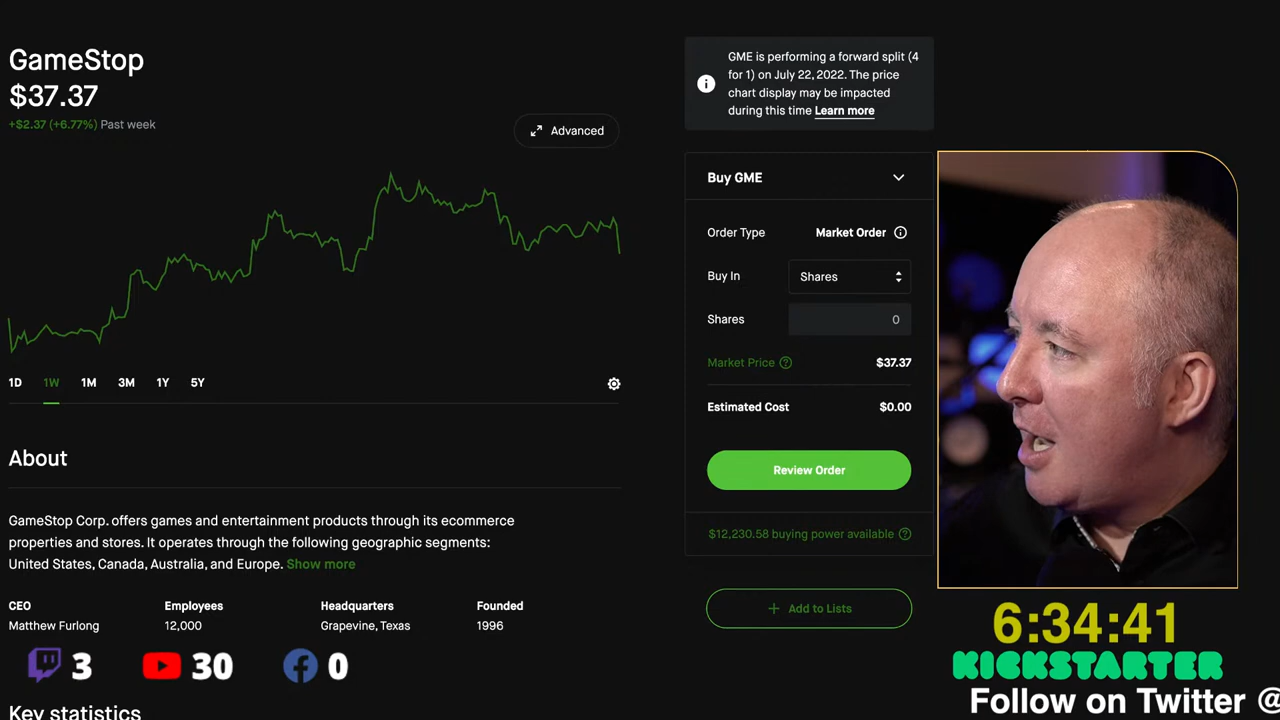 GameStop
$37.37
+$2.37 (+6.77%) Past week
Advanced
1D 1W 1M 3M 1Y 5Y
About
GameStop Corp. offers games and entertainment products through its ecommerce
properties and stores. It operates through the following geographic segments:
United States, Canada, Australia, and Europe. Show more
CEO Employees Headquarters Founded
Matthew Furlong 12,000 Grapevine, Texas 1996
3 30 0
Key statistics
GME is performing a forward split (4
for 1) on July 22, 2022. The price
chart display may be impacted
during this time Learn more
Buy GME
Order Type Market Order
Buy In Shares
Shares 0
Market Price $37.37
Estimated Cost $0.00
Review Order
$12,230.58 buying power available
+ Add to Lists
6:34:41
KICKSTARTER
Follow on Twitter @